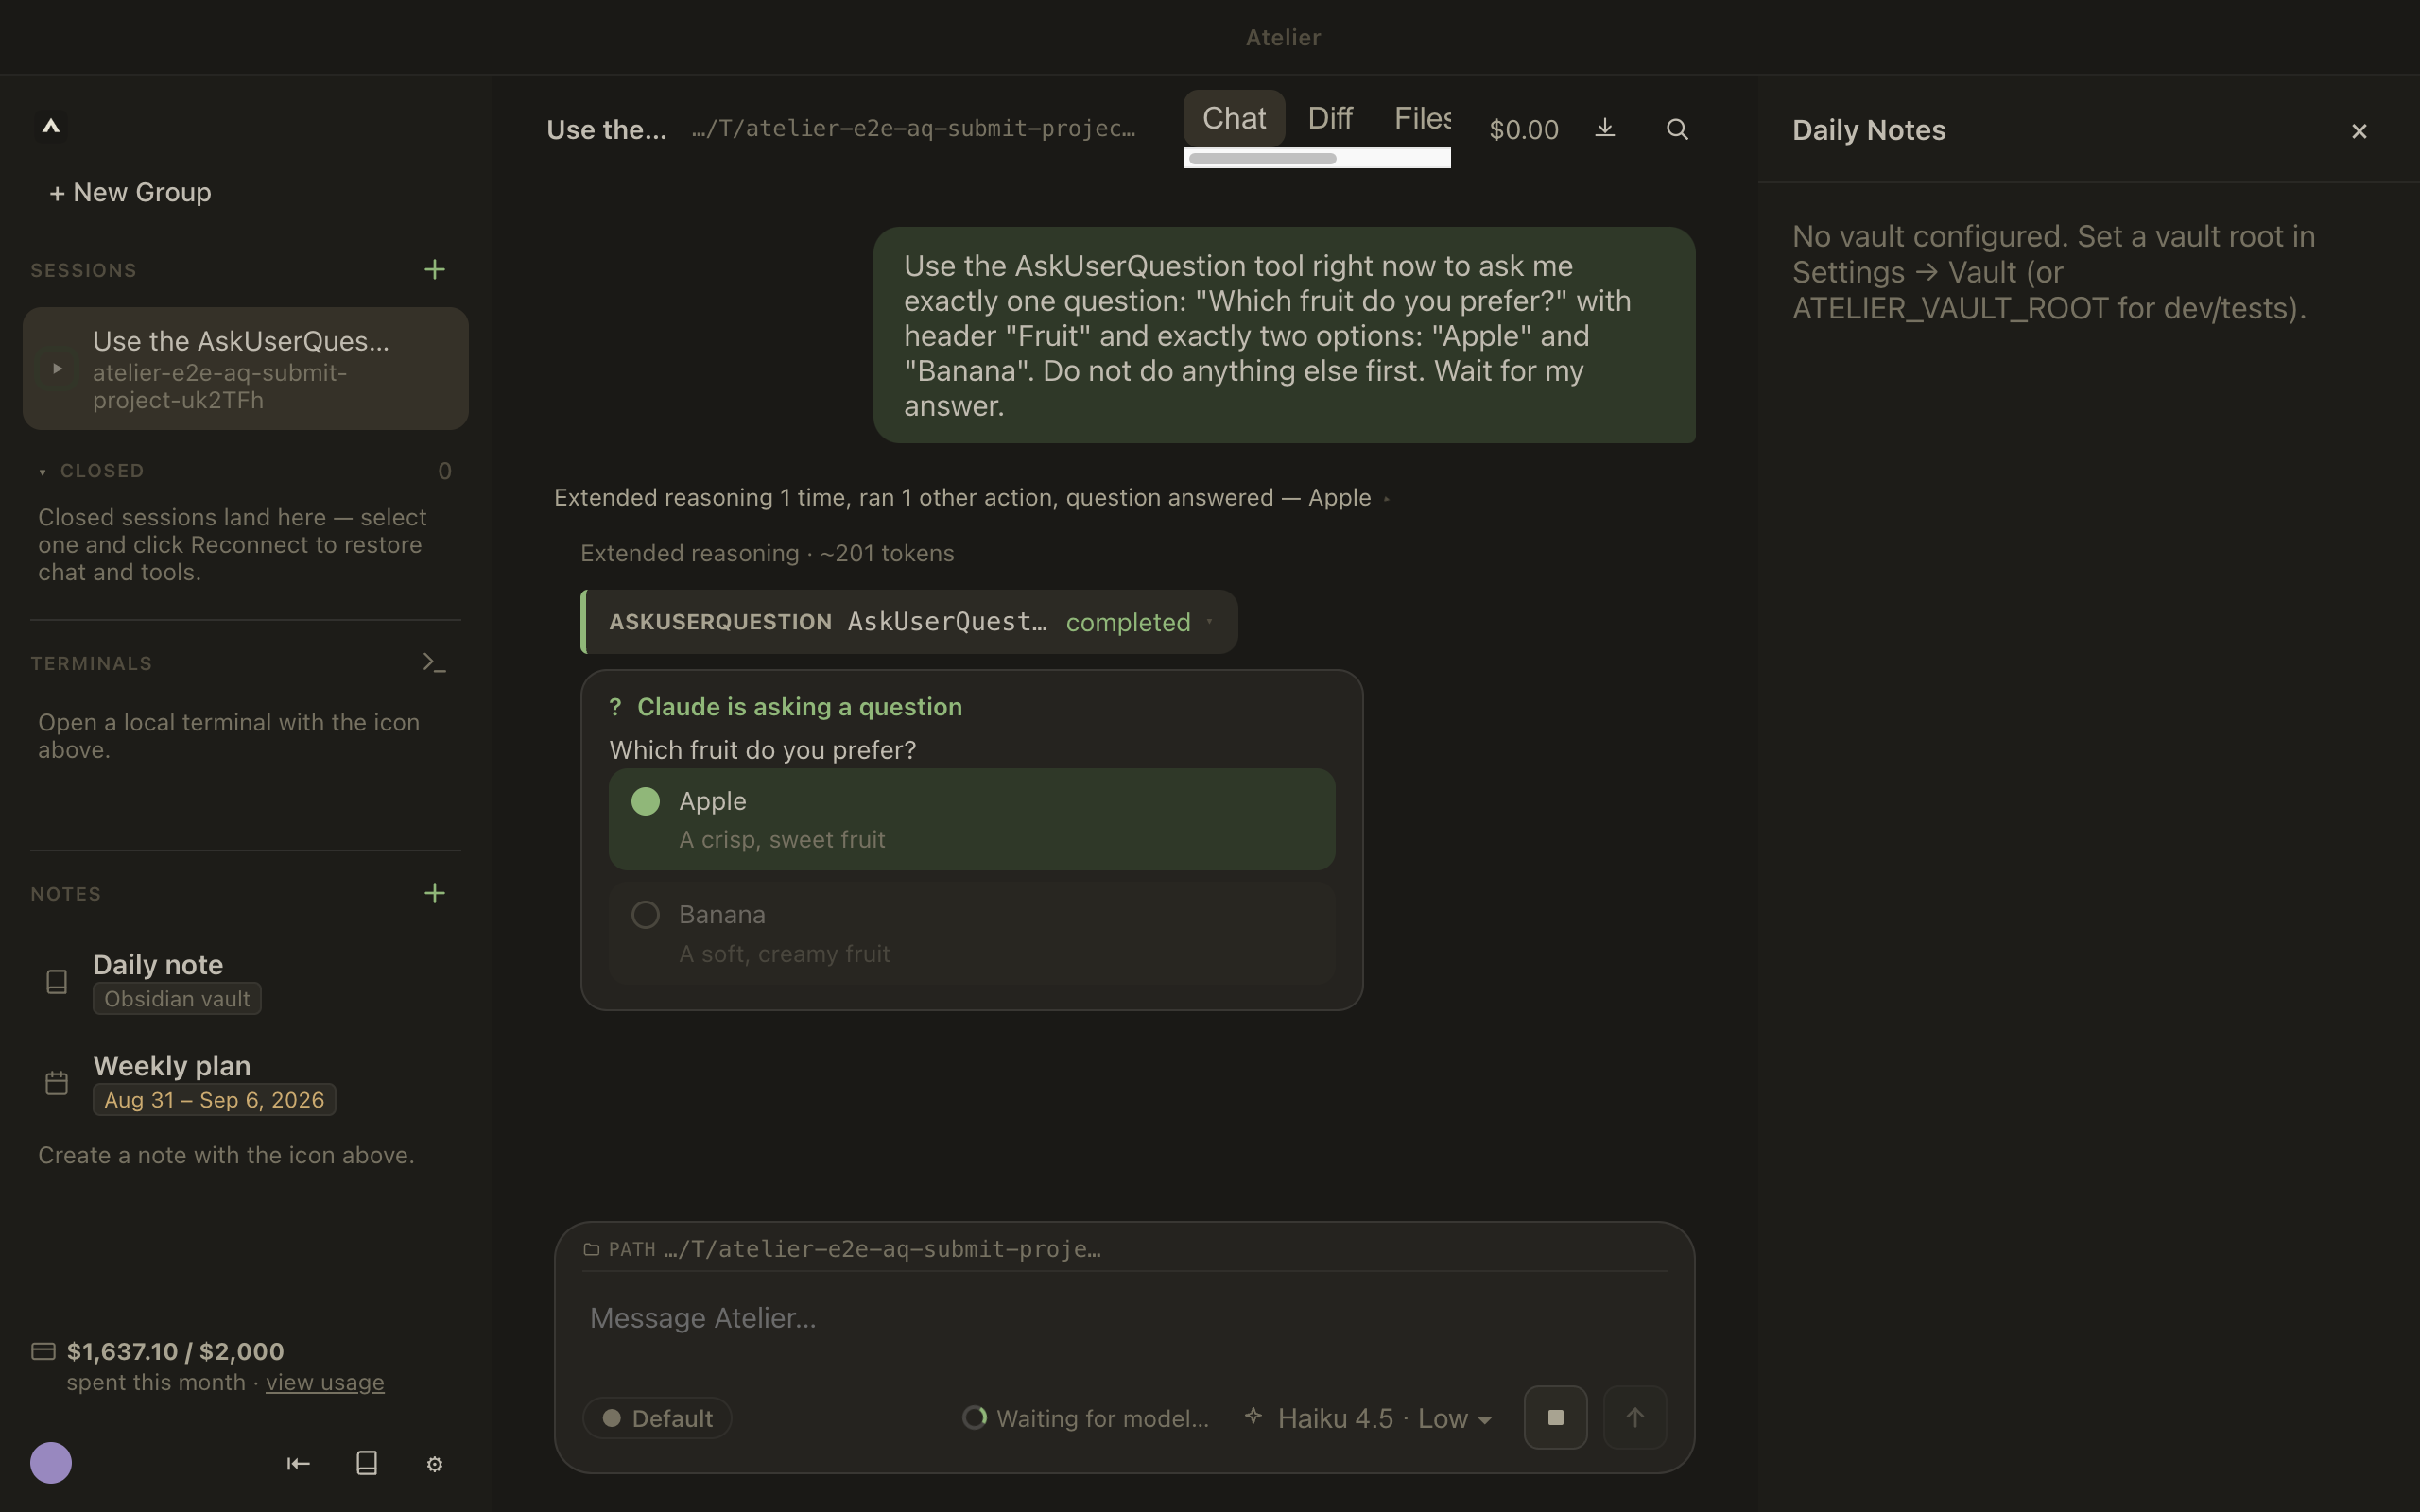 Atelier
+ New Group
SESSIONS
Use the AskUserQues...
atelier-e2e-aq-submit-
project-uk2TFh
CLOSED 0
Closed sessions land here — select
one and click Reconnect to restore
chat and tools.
TERMINALS
Open a local terminal with the icon
above.
NOTES
Daily note
Obsidian vault
Weekly plan
Aug 31 – Sep 6, 2026
Create a note with the icon above.
$1,637.10 / $2,000
spent this month · view usage
Use the... …/T/atelier-e2e-aq-submit-projec… Chat Diff Files $0.00
Use the AskUserQuestion tool right now to ask me
exactly one question: "Which fruit do you prefer?" with
header "Fruit" and exactly two options: "Apple" and
"Banana". Do not do anything else first. Wait for my
answer.
Extended reasoning 1 time, ran 1 other action, question answered — Apple
Extended reasoning · ~201 tokens
ASKUSERQUESTION AskUserQuest… completed
? Claude is asking a question
Which fruit do you prefer?
Apple
A crisp, sweet fruit
Banana
A soft, creamy fruit
PATH …/T/atelier-e2e-aq-submit-proje…
Message Atelier...
Default Waiting for model... Haiku 4.5 · Low
Daily Notes
No vault configured. Set a vault root in
Settings → Vault (or
ATELIER_VAULT_ROOT for dev/tests).